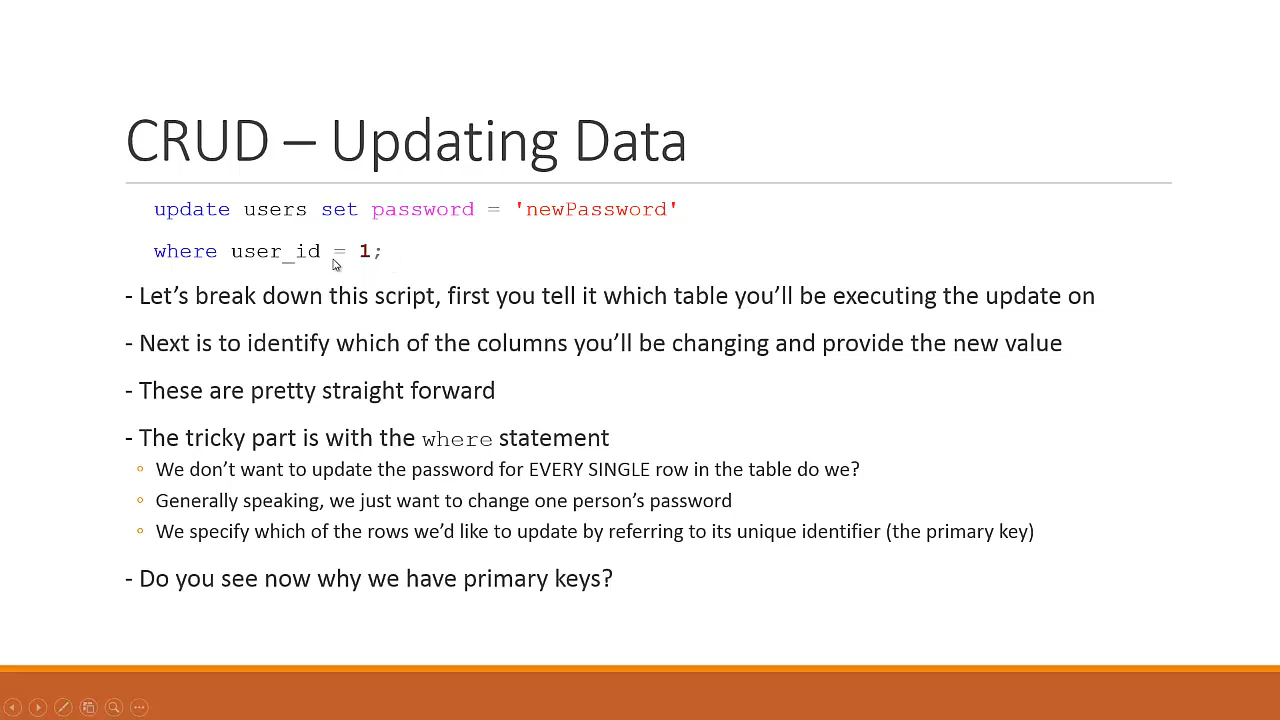 CRUD – Updating Data
update users set password = 'newPassword'
where user_id = 1;
- Let’s break down this script, first you tell it which table you’ll be executing the update on
- Next is to identify which of the columns you’ll be changing and provide the new value
- These are pretty straight forward
- The tricky part is with the where statement
◦ We don’t want to update the password for EVERY SINGLE row in the table do we?
◦ Generally speaking, we just want to change one person’s password
◦ We specify which of the rows we’d like to update by referring to its unique identifier (the primary key)
- Do you see now why we have primary keys?